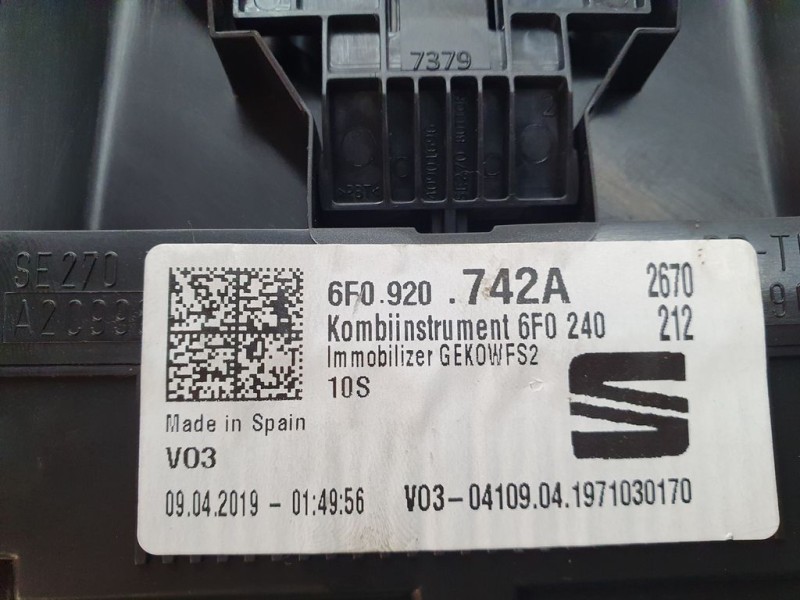 7379
>PBT<
SE270
6F0.920 .742A 2670
Kombiinstrument 6F0 240 212
Immobilizer GEKOWFS2
10S
Made in Spain
V03
09.04.2019 – 01:49:56 V03-04109.04.1971030170